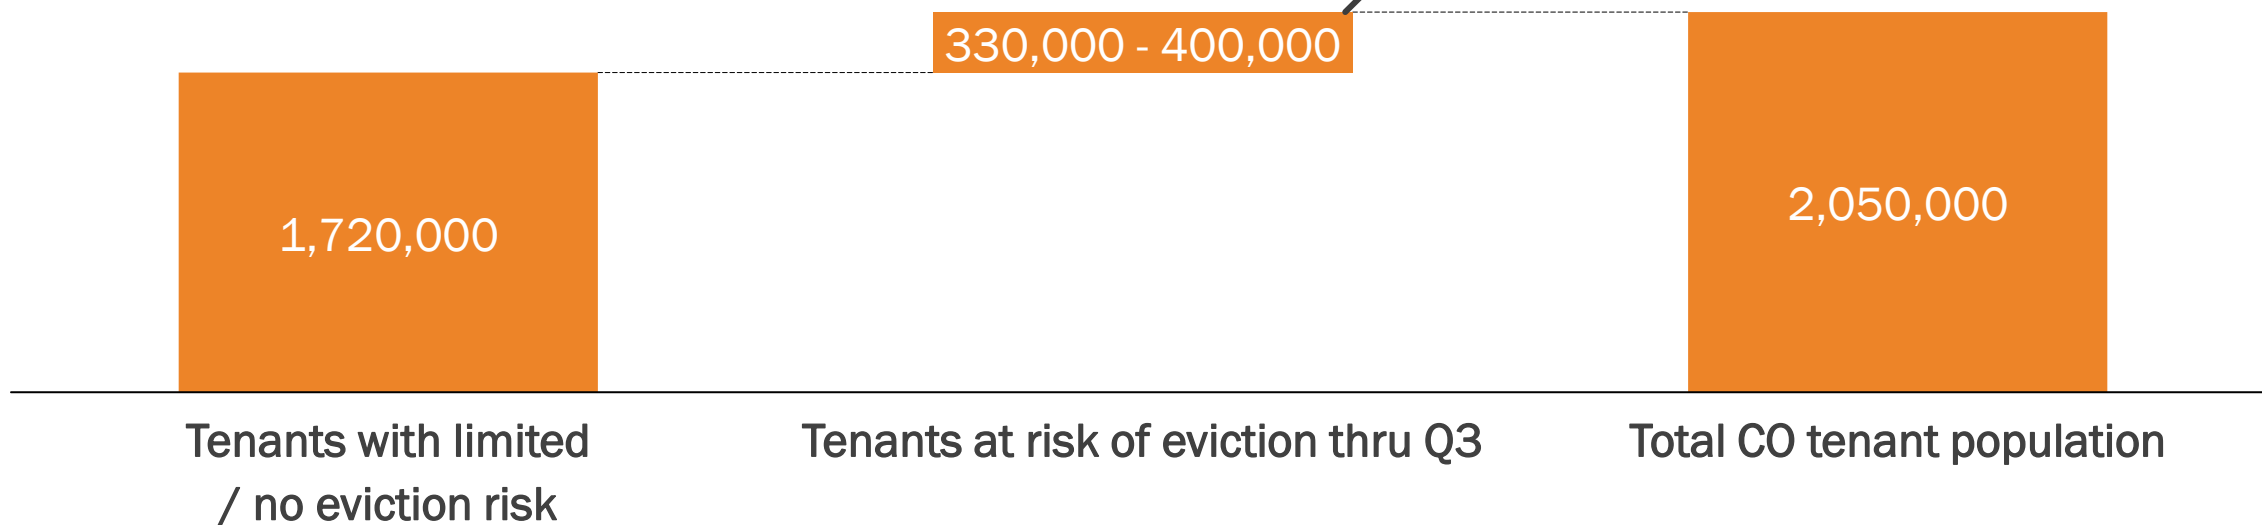 330,000 - 400,000
1,720,000
2,050,000
Tenants with limited
/ no eviction risk
Tenants at risk of eviction thru Q3
Total CO tenant population